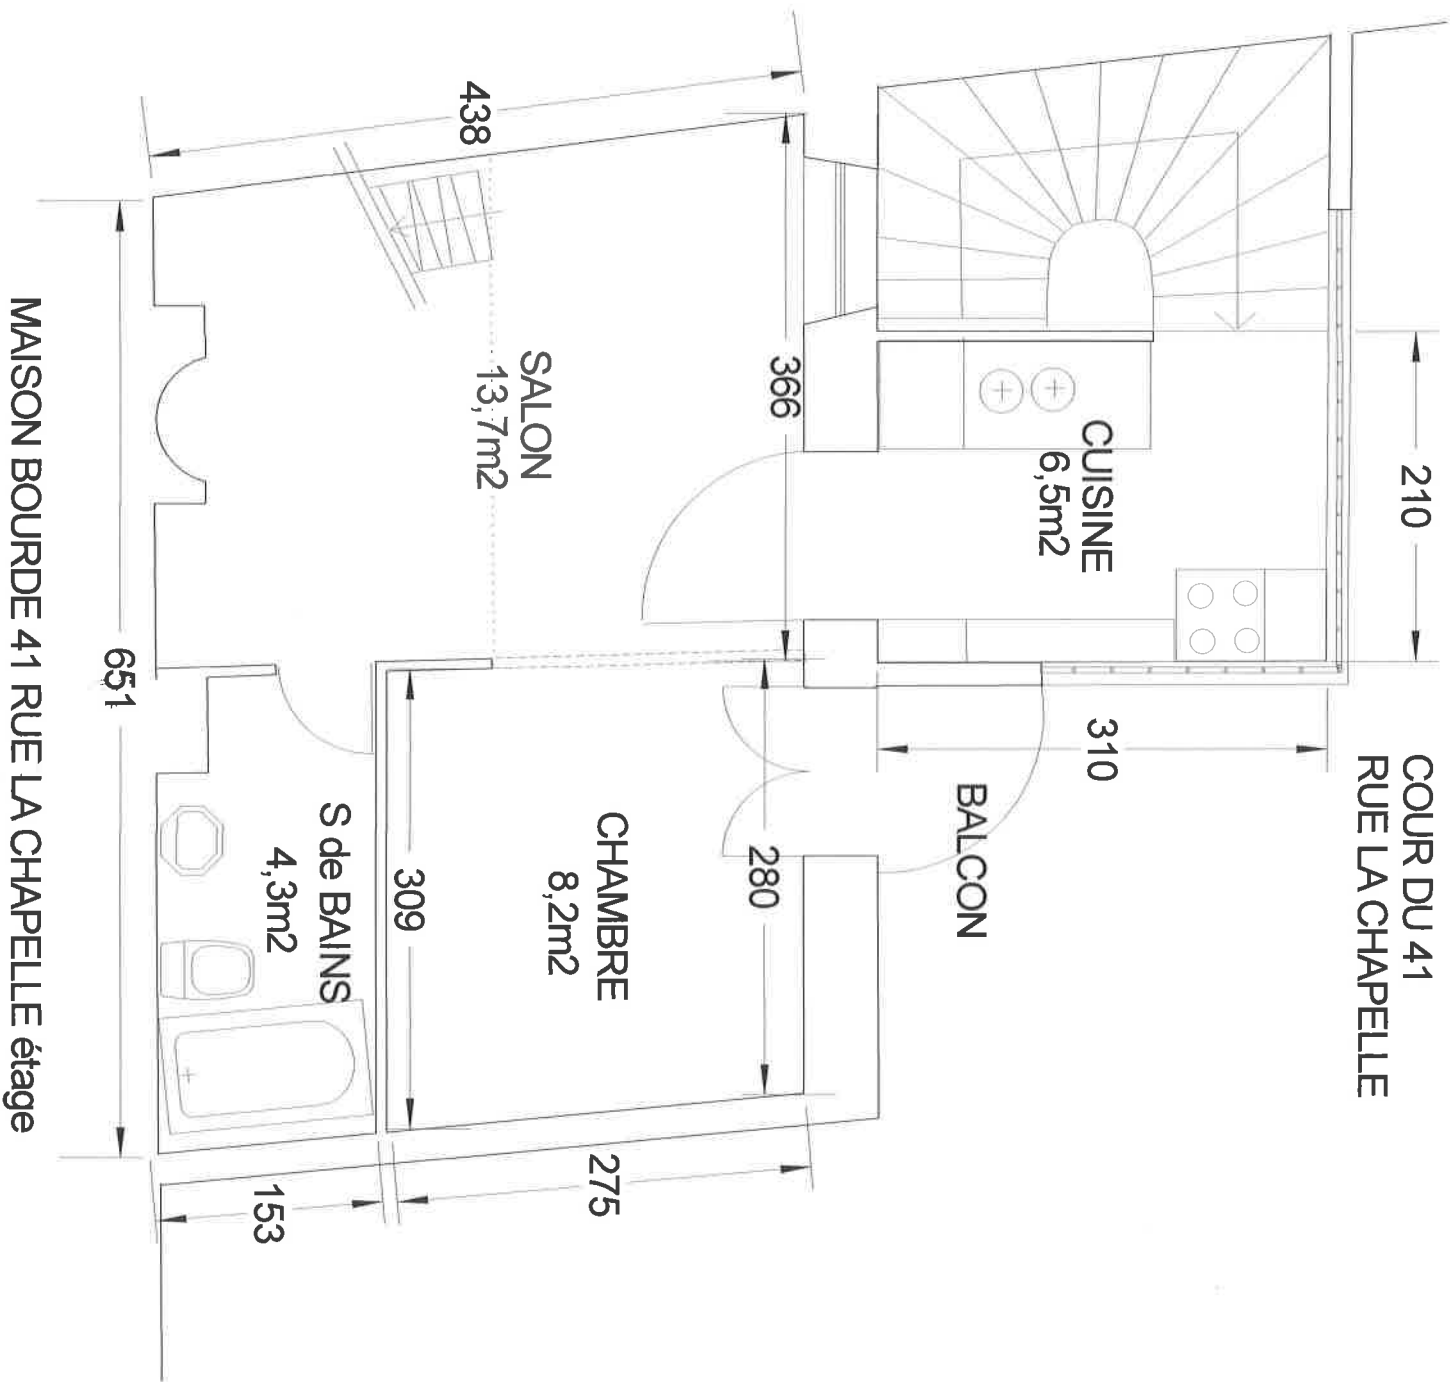 COUR DU 41
RUE LA CHAPELLE
210
310
CUISINE
6,5m2
BALCON
366
280
CHAMBRE
8,2m2
SALON
13,7m2
438
309
275
S de BAINS
4,3m2
153
651
MAISON BOURDE 41 RUE LA CHAPELLE étage